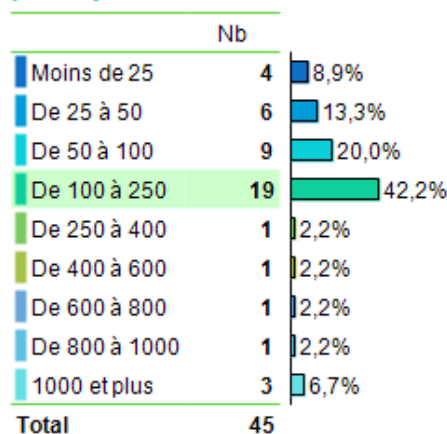 Nb
Moins de 25 4 8,9%
De 25 à 50 6 13,3%
De 50 à 100 9 20,0%
De 100 à 250 19 42,2%
De 250 à 400 1 2,2%
De 400 à 600 1 2,2%
De 600 à 800 1 2,2%
De 800 à 1000 1 2,2%
1000 et plus 3 6,7%
Total 45